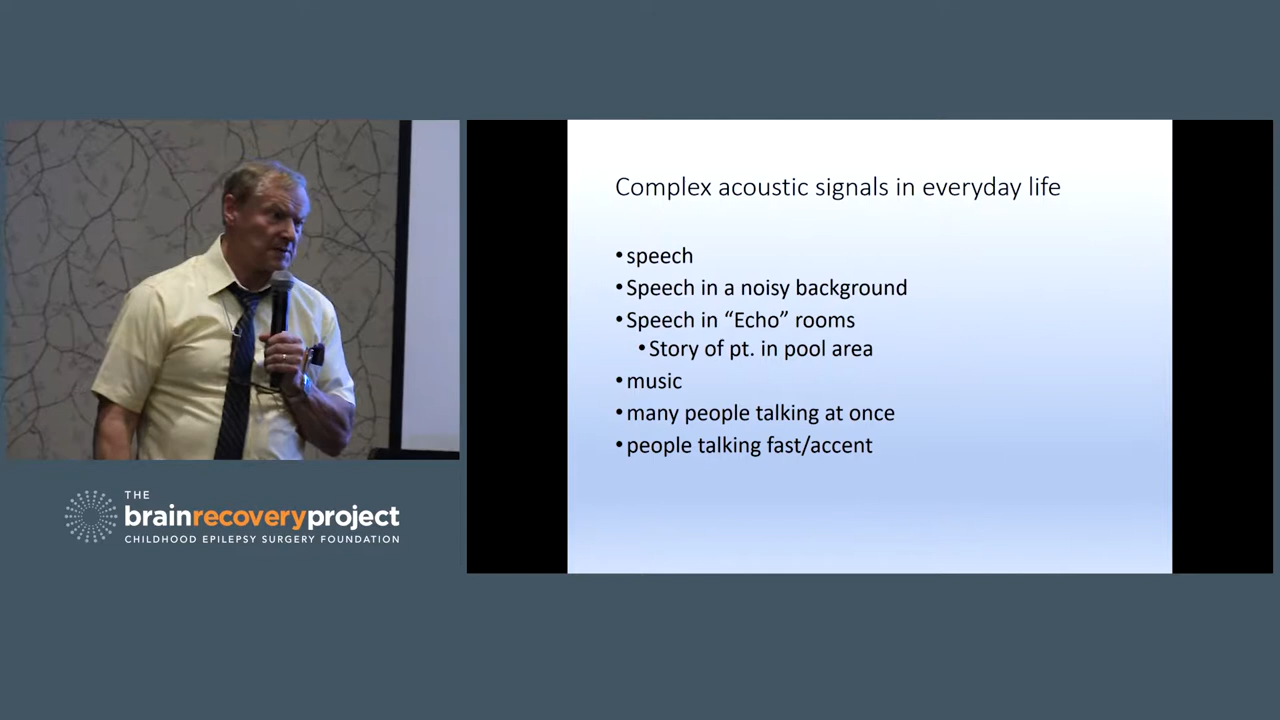 Complex acoustic signals in everyday life
•speech
•Speech in a noisy background
•Speech in “Echo” rooms
•Story of pt. in pool area
•music
•many people talking at once
•people talking fast/accent
THE
brainrecoveryproject
CHILDHOOD EPILEPSY SURGERY FOUNDATION